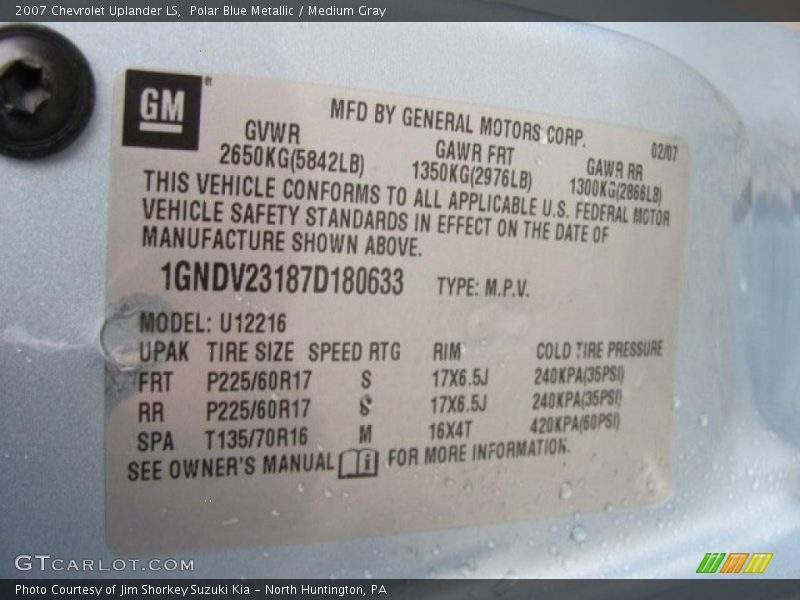 2007 Chevrolet Uplander LS, Polar Blue Metallic / Medium Gray
GM®
MFD BY GENERAL MOTORS CORP.
02/07
GVWR GAWR FRT GAWR RR
2650KG(5842LB) 1350KG(2976LB) 1300KG(2866LB)
THIS VEHICLE CONFORMS TO ALL APPLICABLE U.S. FEDERAL MOTOR
VEHICLE SAFETY STANDARDS IN EFFECT ON THE DATE OF
MANUFACTURE SHOWN ABOVE.
1GNDV23187D180633 TYPE: M.P.V.
MODEL: U12216
UPAK TIRE SIZE SPEED RTG RIM COLD TIRE PRESSURE
FRT P225/60R17 S 17X6.5J 240KPA(35PSI)
RR P225/60R17 S 17X6.5J 240KPA(35PSI)
SPA T135/70R16 M 16X4T 420KPA(60PSI)
SEE OWNER'S MANUAL i FOR MORE INFORMATION.
GTCARLOT.COM
Photo Courtesy of Jim Shorkey Suzuki Kia – North Huntington, PA